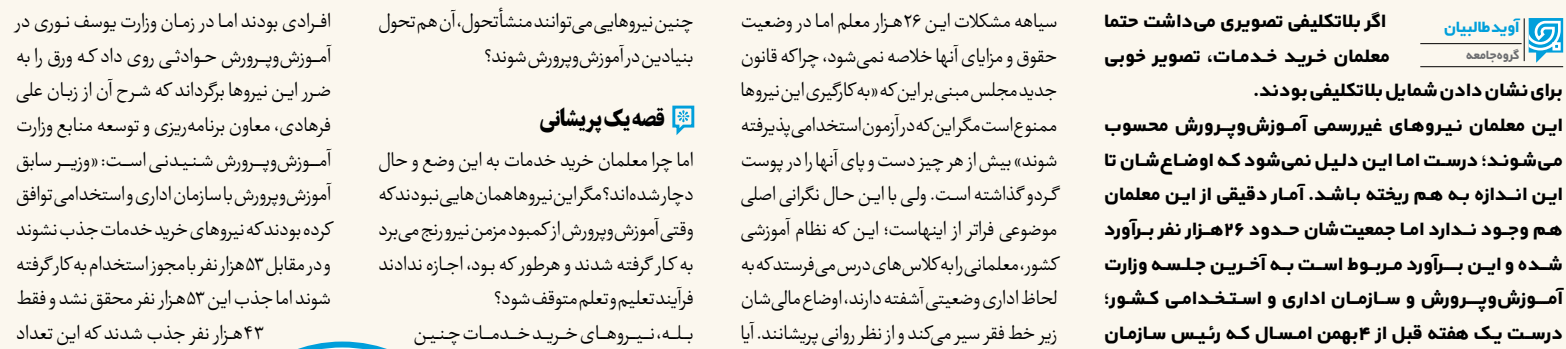 آوید طالبیان
گروه جامعه
اگر بلاتکلیفی تصویری می‌داشت حتما
معلمان خرید خدمات، تصویر خوبی
برای نشان دادن شمایل بلاتکلیفی بودند.
این معلمان نیروهای غیررسمی آموزش‌وپرورش محسوب
می‌شوند؛ درست اما این دلیل نمی‌شود که اوضاع‌شان تا
این اندازه به هم ریخته باشد. آمار دقیقی از این معلمان
هم وجود ندارد اما جمعیت‌شان حدود ۲۶هزار نفر برآورد
شده و این برآورد مربوط است به آخرین جلسه وزارت
آموزش‌وپرورش و سازمان اداری و استخدامی کشور؛
درست یک هفته قبل از ۴بهمن امسال که رئیس سازمان
سیاهه مشکلات این ۲۶هزار معلم اما در وضعیت
حقوق و مزایای آنها خلاصه نمی‌شود، چراکه قانون
جدید مجلس مبنی بر این که «به کارگیری این نیروها
ممنوع است مگر این که در آزمون استخدامی پذیرفته
شوند» بیش از هر چیز دست و پای آنها را در پوست
گردو گذاشته است. ولی با این حال نگرانی اصلی
موضوعی فراتر از اینهاست؛ این که نظام آموزشی
کشور، معلمانی را به کلاس‌های درس می‌فرستد که به
لحاظ اداری وضعیتی آشفته دارند، اوضاع مالی‌شان
زیر خط فقر سیر می‌کند و از نظر روانی پریشانند. آیا
چنین نیروهایی می‌توانند منشأ تحول، آن هم تحول
بنیادین در آموزش‌وپرورش شوند؟
قصه یک پریشانی
اما چرا معلمان خرید خدمات به این وضع و حال
دچار شده‌اند؟ مگر این نیروها همان هایی نبودند که
وقتی آموزش‌وپرورش از کمبود مزمن نیرو رنج می‌برد
به کار گرفته شدند و هرطور که بود، اجازه ندادند
فرآیند تعلیم و تعلم متوقف شود؟
بله، نیروهای خرید خدمات چنین
افرادی بودند اما در زمان وزارت یوسف نوری در
آموزش‌وپرورش حوادثی روی داد که ورق را به
ضرر این نیروها برگرداند که شرح آن از زبان علی
فرهادی، معاون برنامه‌ریزی و توسعه منابع وزارت
آموزش‌وپرورش شنیدنی است: «وزیر سابق
آموزش‌وپرورش با سازمان اداری و استخدامی توافق
کرده بودند که نیروهای خرید خدمات جذب نشوند
و در مقابل ۵۳هزار نفر با مجوز استخدام به کار گرفته
شوند اما جذب این ۵۳هزار نفر محقق نشد و فقط
۴۳هزار نفر جذب شدند که این تعداد